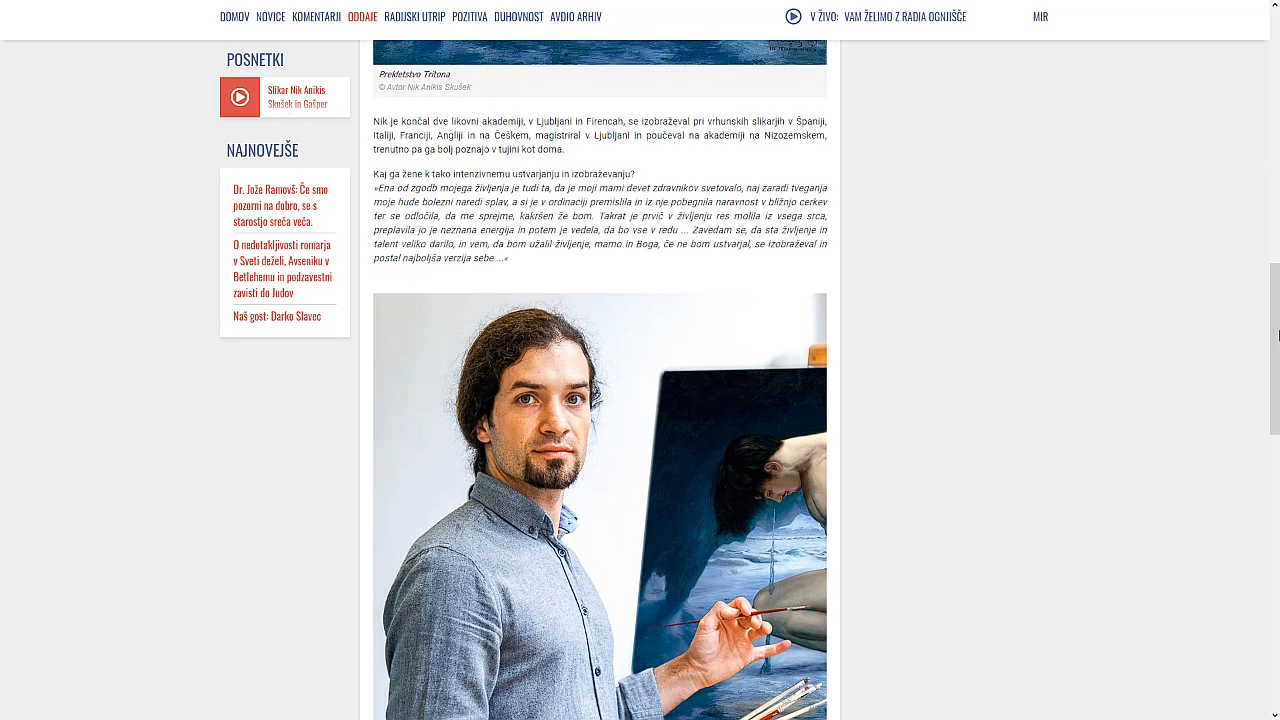 DOMOV NOVICE KOMENTARJI ODDAJE RADIJSKI UTRIP POZITIVA DUHOVNOST AVDIO ARHIV
V ŽIVO: VAM ŽELIMO Z RADIA OGNJIŠČE
MIR
POSNETKI
Slikar Nik Anikis
Skušek in Gašper
NAJNOVEJŠE
Dr. Jože Ramovš: Če smo
pozorni na dobro, se s
starostjo sreča veča.
O nedotakljivosti romarja
v Sveti deželi, Avseniku v
Betlehemu in podzavestni
zavisti do Judov
Naš gost: Darko Slavec
Prekletstvo Tritona
© Avtor Nik Anikis Skušek
Nik je končal dve likovni akademiji, v Ljubljani in Firencah, se izobraževal pri vrhunskih slikarjih v Španiji,
Italiji, Franciji, Angliji in na Češkem, magistriral v Ljubljani in poučeval na akademiji na Nizozemskem,
trenutno pa ga bolj poznajo v tujini kot doma.
Kaj ga žene k tako intenzivnemu ustvarjanju in izobraževanju?
»Ena od zgodb mojega življenja je tudi ta, da je moji mami devet zdravnikov svetovalo, naj zaradi tveganja
moje hude bolezni naredi splav, a si je v ordinaciji premislila in iz nje pobegnila naravnost v bližnjo cerkev
ter se odločila, da me sprejme, kakršen že bom. Takrat je prvič v življenju res molila iz vsega srca,
preplavila jo je neznana energija in potem je vedela, da bo vse v redu ... Zavedam se, da sta življenje in
talent veliko darilo, in vem, da bom užalil življenje, mamo in Boga, če ne bom ustvarjal, se izobraževal in
postal najboljša verzija sebe ...«